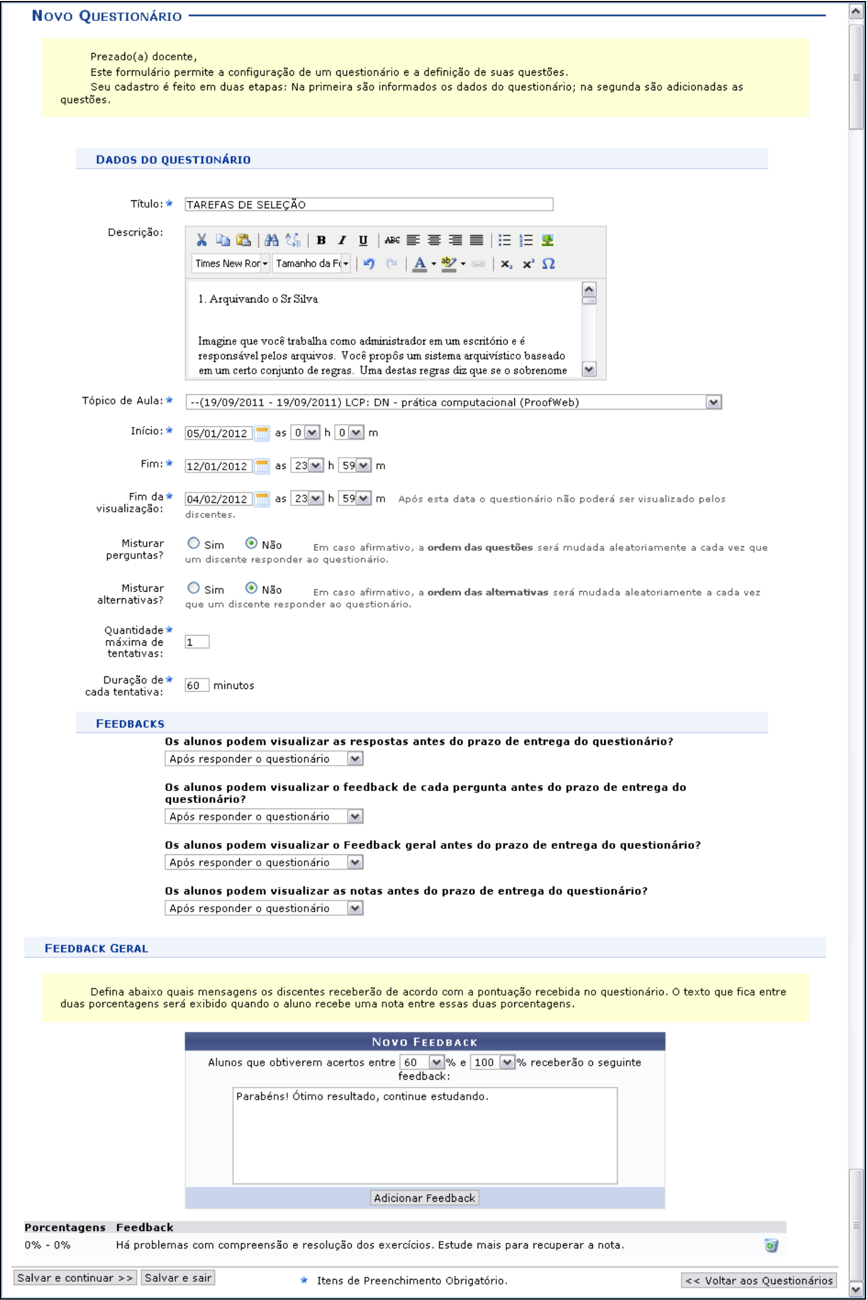 NOVO QUESTIONÁRIO
Prezado(a) docente,
Este formulário permite a configuração de um questionário e a definição de suas questões.
Seu cadastro é feito em duas etapas: Na primeira são informados os dados do questionário; na segunda são adicionadas as
questões.
DADOS DO QUESTIONÁRIO
Título: TAREFAS DE SELEÇÃO
Descrição:
B I U ABC
Times New Ror Tamanho da Fo A ab x, x² Ω
1. Arquivando o Sr Silva
Imagine que você trabalha como administrador em um escritório e é
responsável pelos arquivos. Você propôs um sistema arquivístico baseado
em um certo conjunto de regras. Uma destas regras diz que se o sobrenome
Tópico de Aula: --(19/09/2011 - 19/09/2011) LCP: DN - prática computacional (ProofWeb)
Início: 05/01/2012 as 0 h 0 m
Fim: 12/01/2012 as 23 h 59 m
Fim da visualização: 04/02/2012 as 23 h 59 m Após esta data o questionário não poderá ser visualizado pelos
discentes.
Misturar perguntas? Sim Não Em caso afirmativo, a ordem das questões será mudada aleatoriamente a cada vez que
um discente responder ao questionário.
Misturar alternativas? Sim Não Em caso afirmativo, a ordem das alternativas será mudada aleatoriamente a cada vez
que um discente responder ao questionário.
Quantidade
máxima de
tentativas: 1
Duração de
cada tentativa: 60 minutos
FEEDBACKS
Os alunos podem visualizar as respostas antes do prazo de entrega do questionário?
Após responder o questionário
Os alunos podem visualizar o feedback de cada pergunta antes do prazo de entrega do
questionário?
Após responder o questionário
Os alunos podem visualizar o Feedback geral antes do prazo de entrega do questionário?
Após responder o questionário
Os alunos podem visualizar as notas antes do prazo de entrega do questionário?
Após responder o questionário
FEEDBACK GERAL
Defina abaixo quais mensagens os discentes receberão de acordo com a pontuação recebida no questionário. O texto que fica entre
duas porcentagens será exibido quando o aluno recebe uma nota entre essas duas porcentagens.
NOVO FEEDBACK
Alunos que obtiverem acertos entre 60 % e 100 % receberão o seguinte
feedback:
Parabéns! Ótimo resultado, continue estudando.
Adicionar Feedback
Porcentagens Feedback
0% - 0% Há problemas com compreensão e resolução dos exercícios. Estude mais para recuperar a nota.
Salvar e continuar >> Salvar e sair Itens de Preenchimento Obrigatório. << Voltar aos Questionários